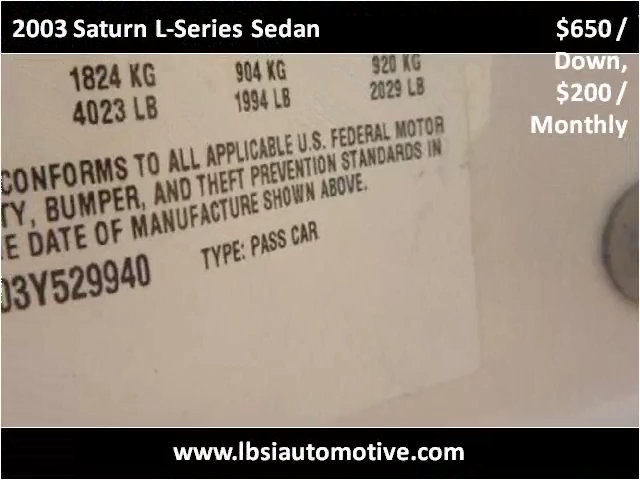 2003 Saturn L-Series Sedan
$650 /
Down,
$200 /
Monthly
1824 KG 904 KG 920 KG
4023 LB 1994 LB 2029 LB
CONFORMS TO ALL APPLICABLE U.S. FEDERAL MOTOR
TY, BUMPER, AND THEFT PREVENTION STANDARDS IN
E DATE OF MANUFACTURE SHOWN ABOVE.
03Y529940 TYPE: PASS CAR
www.lbsiautomotive.com